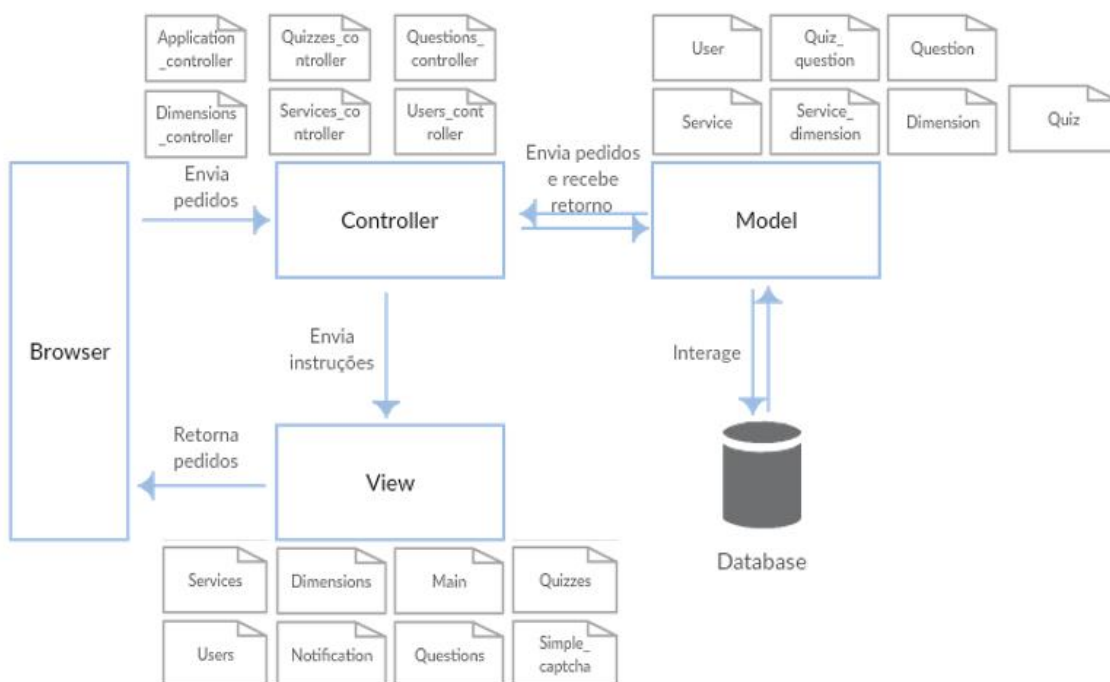 Application
_controller
Quizzes_co
ntroller
Questions_
controller
User
Quiz_
question
Question
Dimensions
_controller
Services_co
ntroller
Users_cont
roller
Service
Service_
dimension
Dimension
Quiz
Envia
pedidos
Controller
Envia pedidos
e recebe
retorno
Model
Browser
Envia
instruções
Interage
Retorna
pedidos
View
Database
Services
Dimensions
Main
Quizzes
Users
Notification
Questions
Simple_
captcha